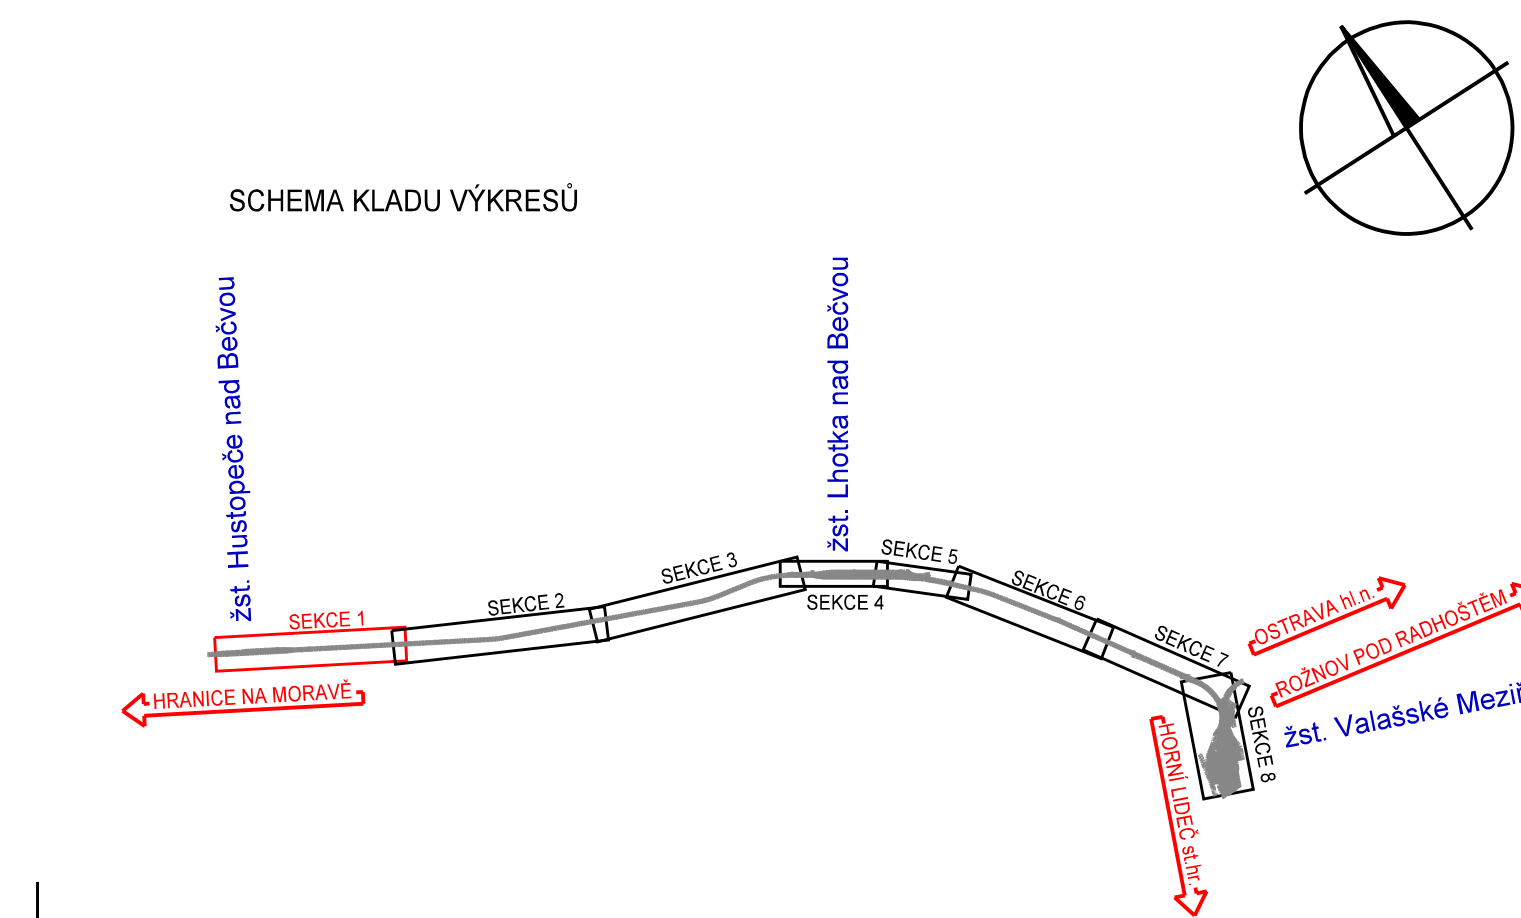 SCHEMA KLADU VÝKRESŮ
žst. Hustopeče nad Bečvou
žst. Lhotka nad Bečvou
SEKCE 1
SEKCE 2
SEKCE 3
SEKCE 4
SEKCE 5
SEKCE 6
SEKCE 7
SEKCE 8
HRANICE NA MORAVĚ
OSTRAVA hl.n.
ROŽNOV POD RADHOŠTĚM
žst. Valašské
HORNÍ LIDEČ st.hr.